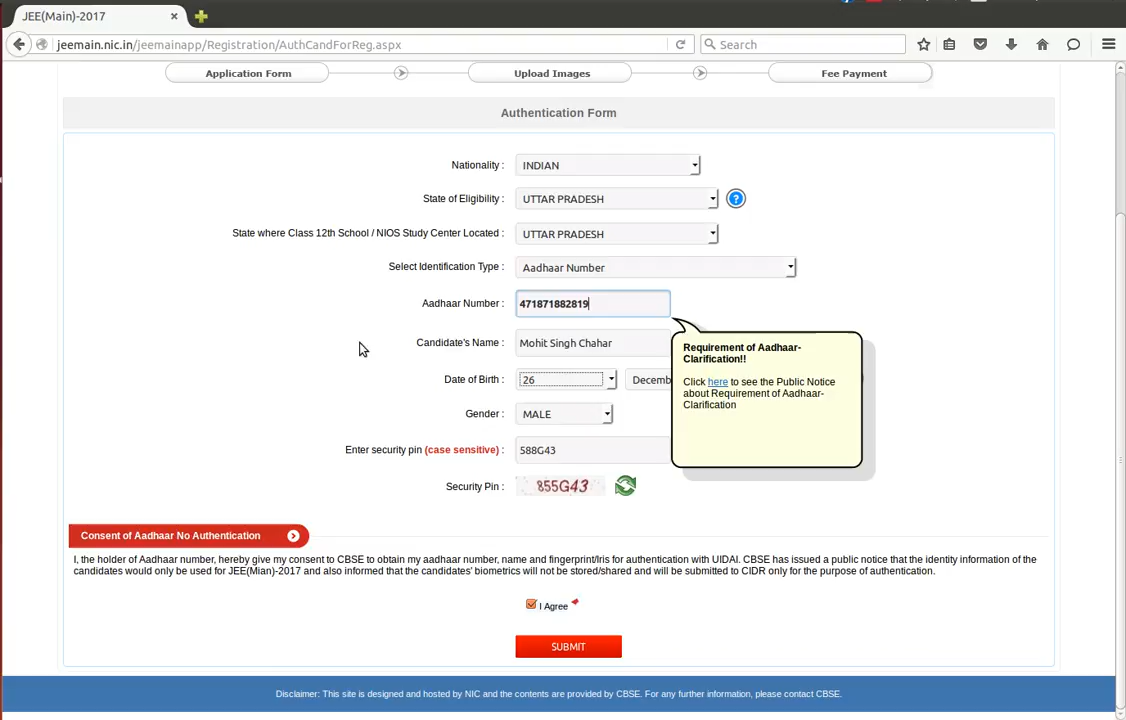 JEE(Main)-2017
jeemain.nic.in/jeemainapp/Registration/AuthCandForReg.aspx
Search
Application Form
Upload Images
Fee Payment
Authentication Form
Nationality : INDIAN
State of Eligibility : UTTAR PRADESH ?
State where Class 12th School / NIOS Study Center Located : UTTAR PRADESH
Select Identification Type : Aadhaar Number
Aadhaar Number : 471871882819
Candidate's Name : Mohit Singh Chahar
Date of Birth : 26 Decemb
Gender : MALE
Enter security pin (case sensitive) : 588G43
Security Pin : 855G43
Requirement of Aadhaar-
Clarification!!
Click here to see the Public Notice
about Requirement of Aadhaar-
Clarification
Consent of Aadhaar No Authentication
I, the holder of Aadhaar number, hereby give my consent to CBSE to obtain my aadhaar number, name and fingerprint/Iris for authentication with UIDAI. CBSE has issued a public notice that the identity information of the
candidates would only be used for JEE(Mian)-2017 and also informed that the candidates' biometrics will not be stored/shared and will be submitted to CIDR only for the purpose of authentication.
I Agree
SUBMIT
Disclaimer: This site is designed and hosted by NIC and the contents are provided by CBSE. For any further information, please contact CBSE.